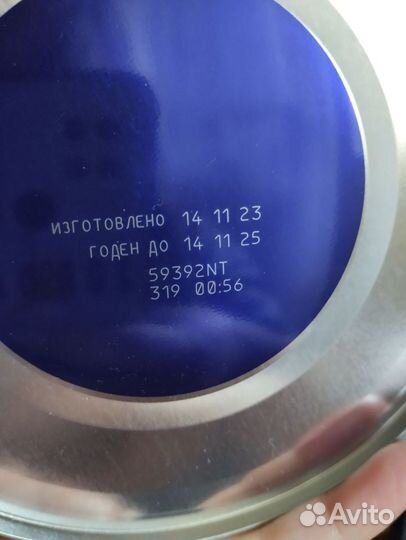 ИЗГОТОВЛЕНО 14 11 23
ГОДЕН ДО 14 11 25
59392NT
319 00:56
Avito